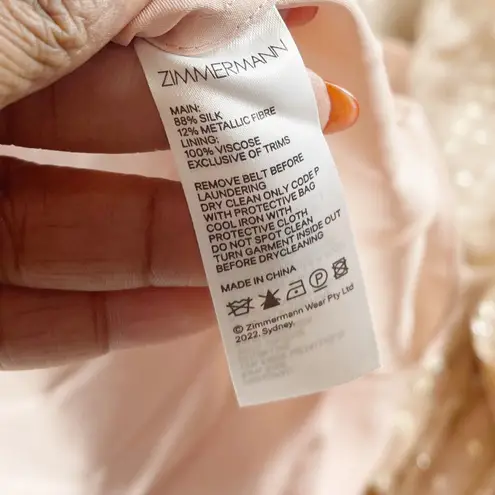 ZIMMERMANN
MAIN:
88% SILK
12% METALLIC FIBRE
LINING:
100% VISCOSE
EXCLUSIVE OF TRIMS
REMOVE BELT BEFORE
LAUNDERING
DRY CLEAN ONLY CODE P
WITH PROTECTIVE BAG
COOL IRON WITH
PROTECTIVE CLOTH
DO NOT SPOT CLEAN
TURN GARMENT INSIDE OUT
BEFORE DRYCLEANING
MADE IN CHINA
P
© Zimmermann Wear Pty Ltd
2022. Sydney.